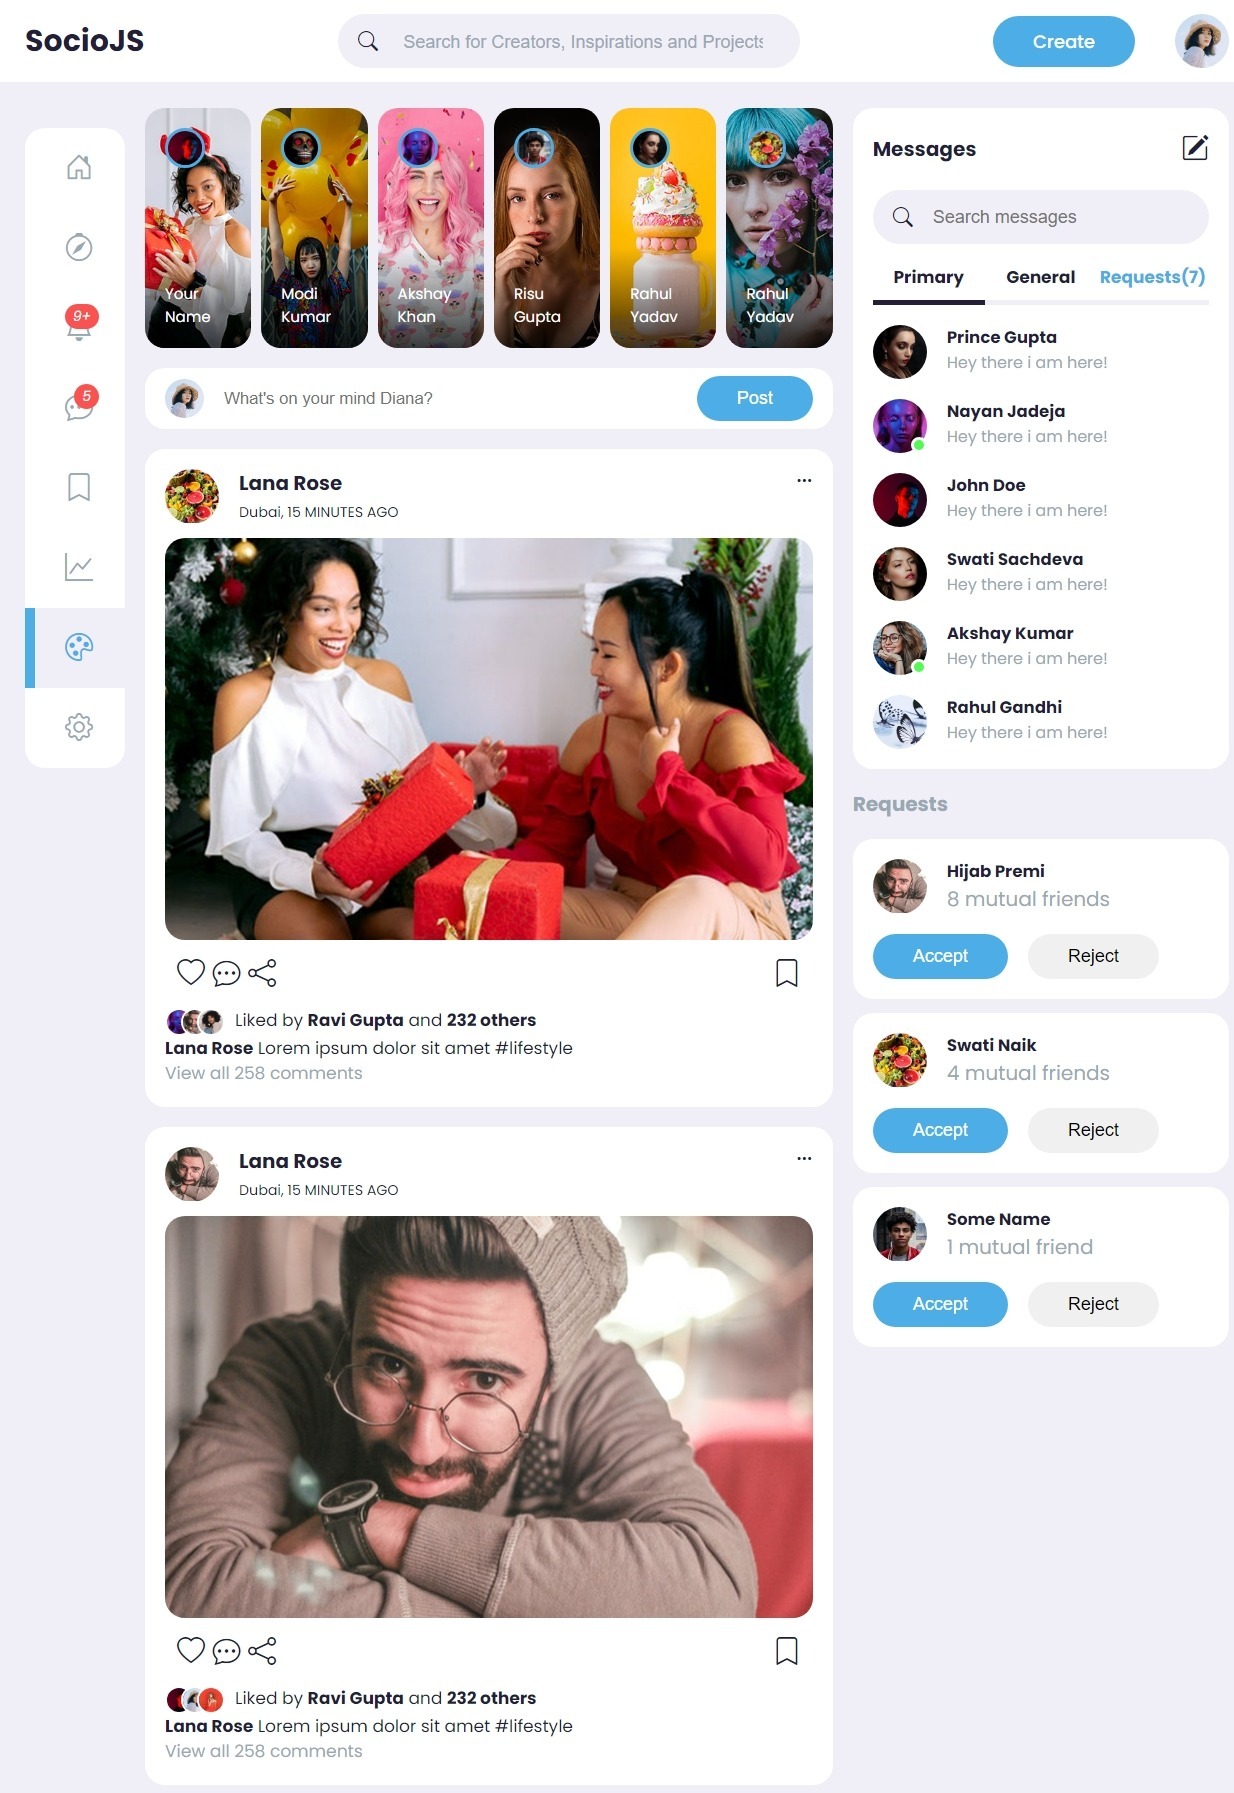 SocioJS
Search for Creators, Inspirations and Projects
Create
9+
5
Your
Name
Modi
Kumar
Akshay
Khan
Risu
Gupta
Rahul
Yadav
Rahul
Yadav
What's on your mind Diana?
Post
Lana Rose
Dubai, 15 MINUTES AGO
Liked by Ravi Gupta and 232 others
Lana Rose Lorem ipsum dolor sit amet #lifestyle
View all 258 comments
Lana Rose
Dubai, 15 MINUTES AGO
Liked by Ravi Gupta and 232 others
Lana Rose Lorem ipsum dolor sit amet #lifestyle
View all 258 comments
Messages
Search messages
Primary General Requests(7)
Prince Gupta
Hey there i am here!
Nayan Jadeja
Hey there i am here!
John Doe
Hey there i am here!
Swati Sachdeva
Hey there i am here!
Akshay Kumar
Hey there i am here!
Rahul Gandhi
Hey there i am here!
Requests
Hijab Premi
8 mutual friends
Accept Reject
Swati Naik
4 mutual friends
Accept Reject
Some Name
1 mutual friend
Accept Reject